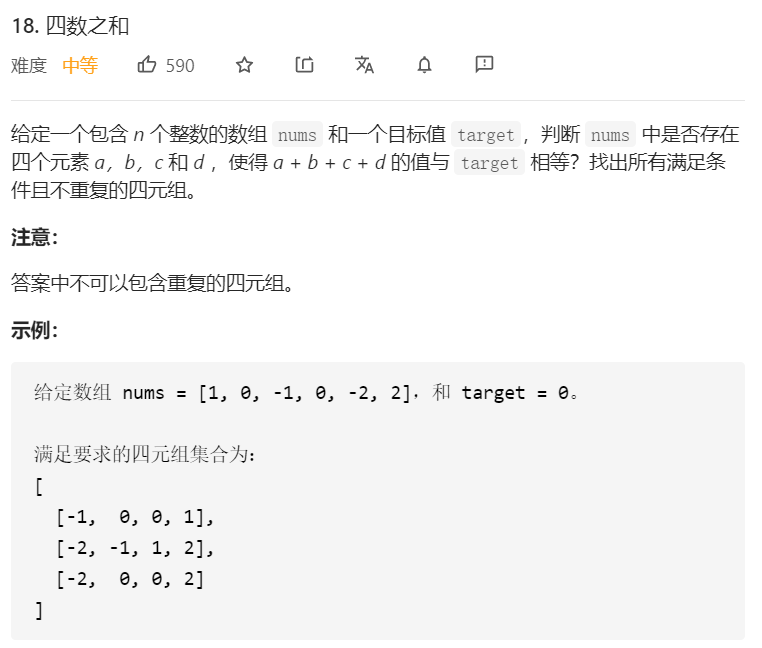 18. 四数之和
难度 中等 590
给定一个包含 n 个整数的数组 nums 和一个目标值 target，判断 nums 中是否存在
四个元素 a，b，c 和 d ，使得 a + b + c + d 的值与 target 相等？找出所有满足条
件且不重复的四元组。
注意：
答案中不可以包含重复的四元组。
示例：
给定数组 nums = [1, 0, -1, 0, -2, 2]，和 target = 0。
满足要求的四元组集合为：
[
[-1,  0, 0, 1],
[-2, -1, 1, 2],
[-2,  0, 0, 2]
]